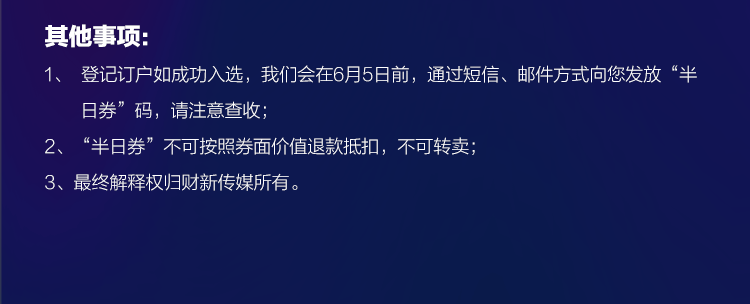 其他事项:
1、 登记订户如成功入选，我们会在6月5日前，通过短信、邮件方式向您发放“半
日券”码，请注意查收；
2、“半日券”不可按照券面价值退款抵扣，不可转卖；
3、最终解释权归财新传媒所有。